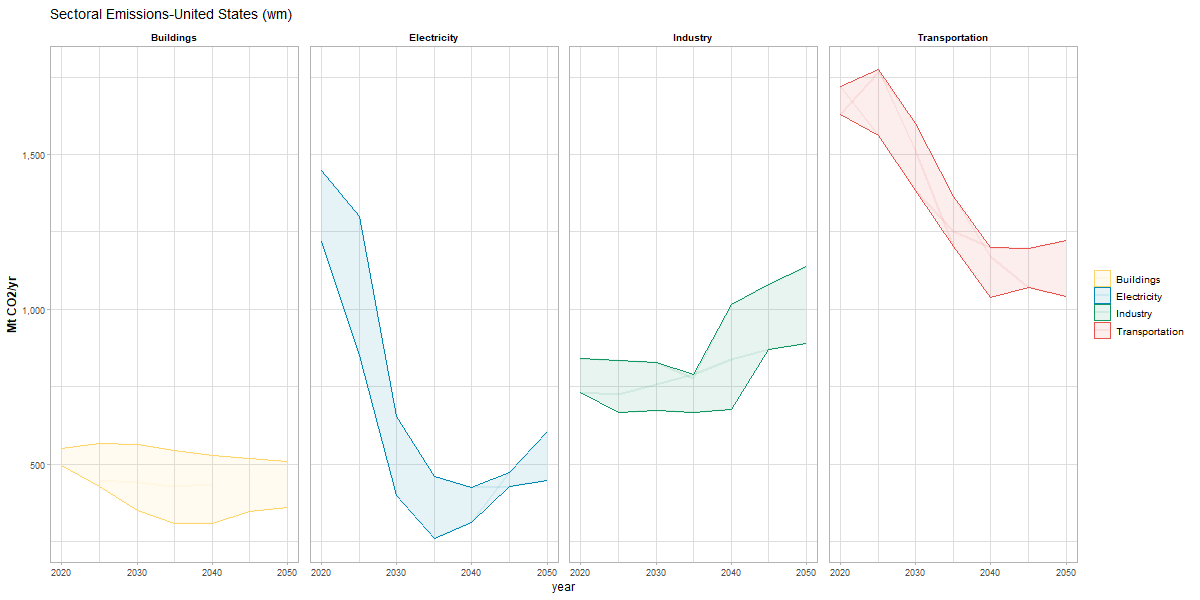 Sectoral Emissions-United States (wm)
Buildings
Electricity
Industry
Transportation
Mt CO2/yr
1,500
1,000
500
2020 2030 2040 2050
2020 2030 2040 2050
2020 2030 2040 2050
2020 2030 2040 2050
year
Buildings
Electricity
Industry
Transportation